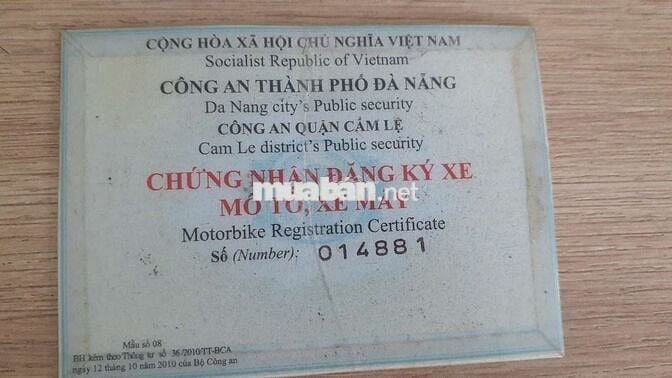 CỘNG HÒA XÃ HỘI CHỦ NGHĨA VIỆT NAM
Socialist Republic of Vietnam
CÔNG AN THÀNH PHỐ ĐÀ NẴNG
Da Nang city's Public security
CÔNG AN QUẬN CẨM LỆ
Cam Le district's Public security
CHỨNG NHẬN ĐĂNG KÝ XE
muaban.net
MÔ TÔ, XE MÁY
Motorbike Registration Certificate
Số (Number): 014881
Mẫu số 08
BH kèm theo Thông tư số 36/2010/TT-BCA
ngày 12 tháng 10 năm 2010 của Bộ Công an